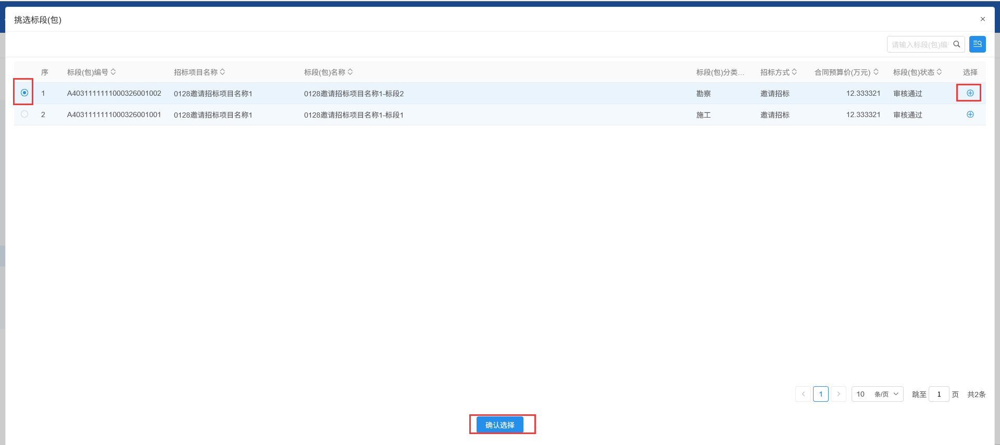 挑选标段(包)
请输入标段(包)编
序 标段(包)编号 招标项目名称 标段(包)名称 标段(包)分类... 招标方式 合同预算价(万元) 标段(包)状态 选择
1 A4031111111000326001002 0128邀请招标项目名称1 0128邀请招标项目名称1-标段2 勘察 邀请招标 12.333321 审核通过
2 A4031111111000326001001 0128邀请招标项目名称1 0128邀请招标项目名称1-标段1 施工 邀请招标 12.333321 审核通过
1 10 条/页 跳至 1 页 共2条
确认选择